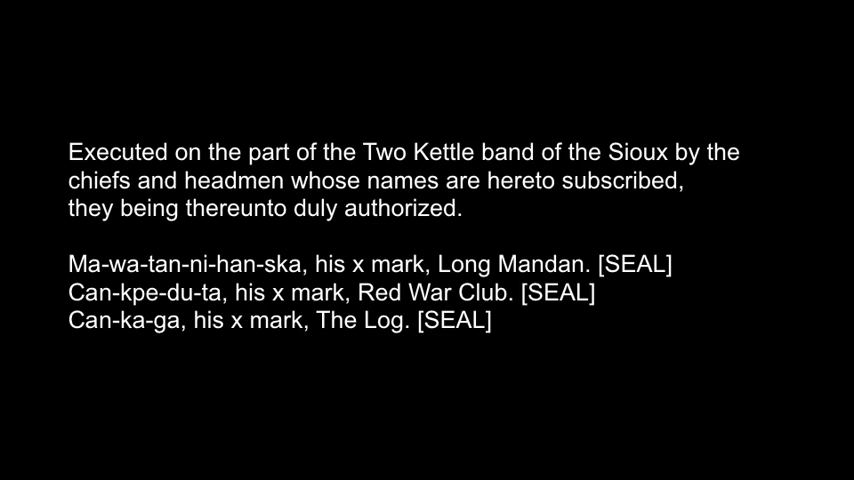 Executed on the part of the Two Kettle band of the Sioux by the
chiefs and headmen whose names are hereto subscribed,
they being thereunto duly authorized.
Ma-wa-tan-ni-han-ska, his x mark, Long Mandan. [SEAL]
Can-kpe-du-ta, his x mark, Red War Club. [SEAL]
Can-ka-ga, his x mark, The Log. [SEAL]